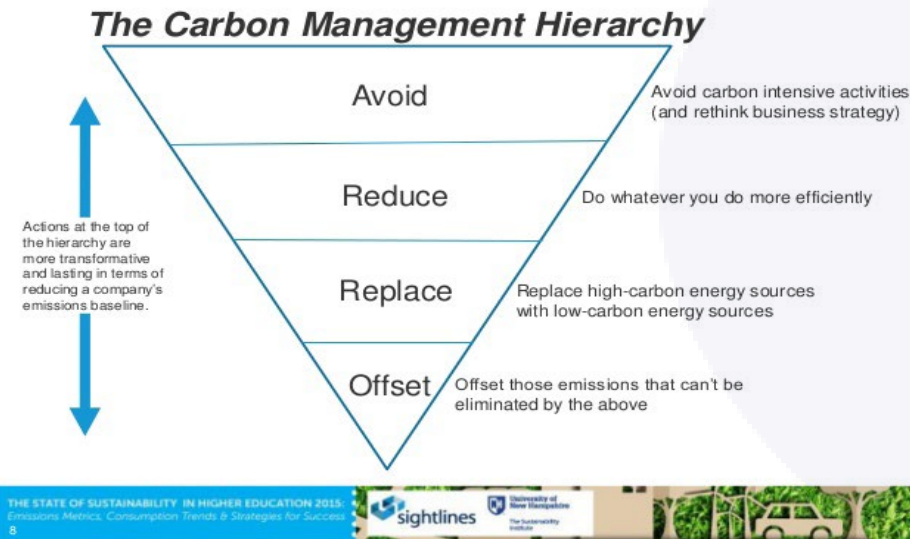 The Carbon Management Hierarchy
Avoid
Avoid carbon intensive activities
(and rethink business strategy)
Reduce
Do whatever you do more efficiently
Actions at the top of
the hierarchy are
more transformative
and lasting in terms of
reducing a company's
emissions baseline.
Replace
Replace high-carbon energy sources
with low-carbon energy sources
Offset
Offset those emissions that can't be
eliminated by the above
THE STATE OF SUSTAINABILITY IN HIGHER EDUCATION 2015:
Emissions Metrics, Consumption Trends & Strategies for Success
8
sightlines
University of
New Hampshire
The Sustainability
Institute